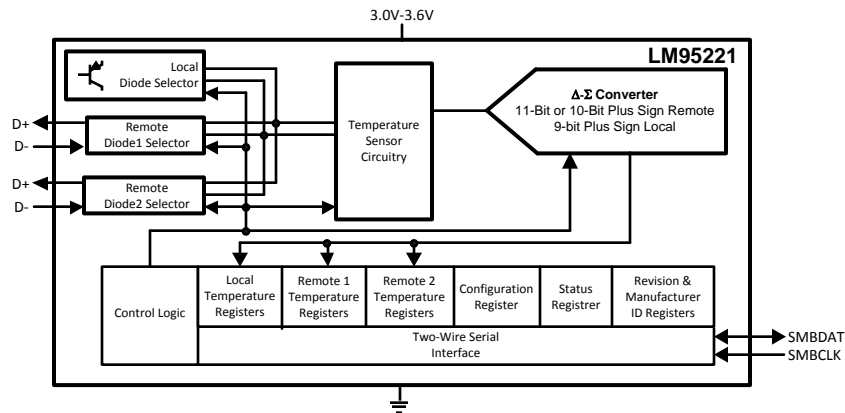 3.0V-3.6V
LM95221
Local
Diode Selector
D+
D-
Remote
Diode1 Selector
D+
D-
Remote
Diode2 Selector
Temperature
Sensor
Circuitry
Δ-Σ Converter
11-Bit or 10-Bit Plus Sign Remote
9-bit Plus Sign Local
Control Logic
Local
Temperature
Registers
Remote 1
Temperature
Registers
Remote 2
Temperature
Registers
Configuration
Register
Status
Registrer
Revision &
Manufacturer
ID Registers
Two-Wire Serial
Interface
SMBDAT
SMBCLK